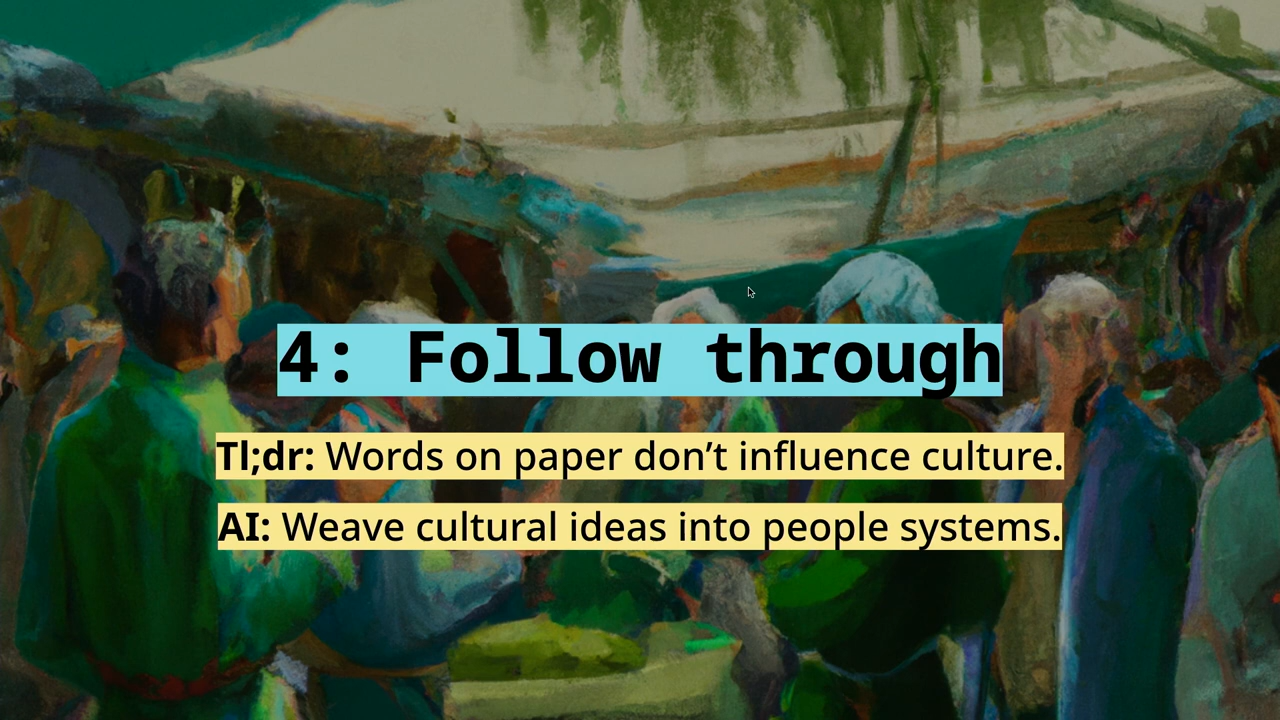 4: Follow through
Tl;dr: Words on paper don’t influence culture.
AI: Weave cultural ideas into people systems.